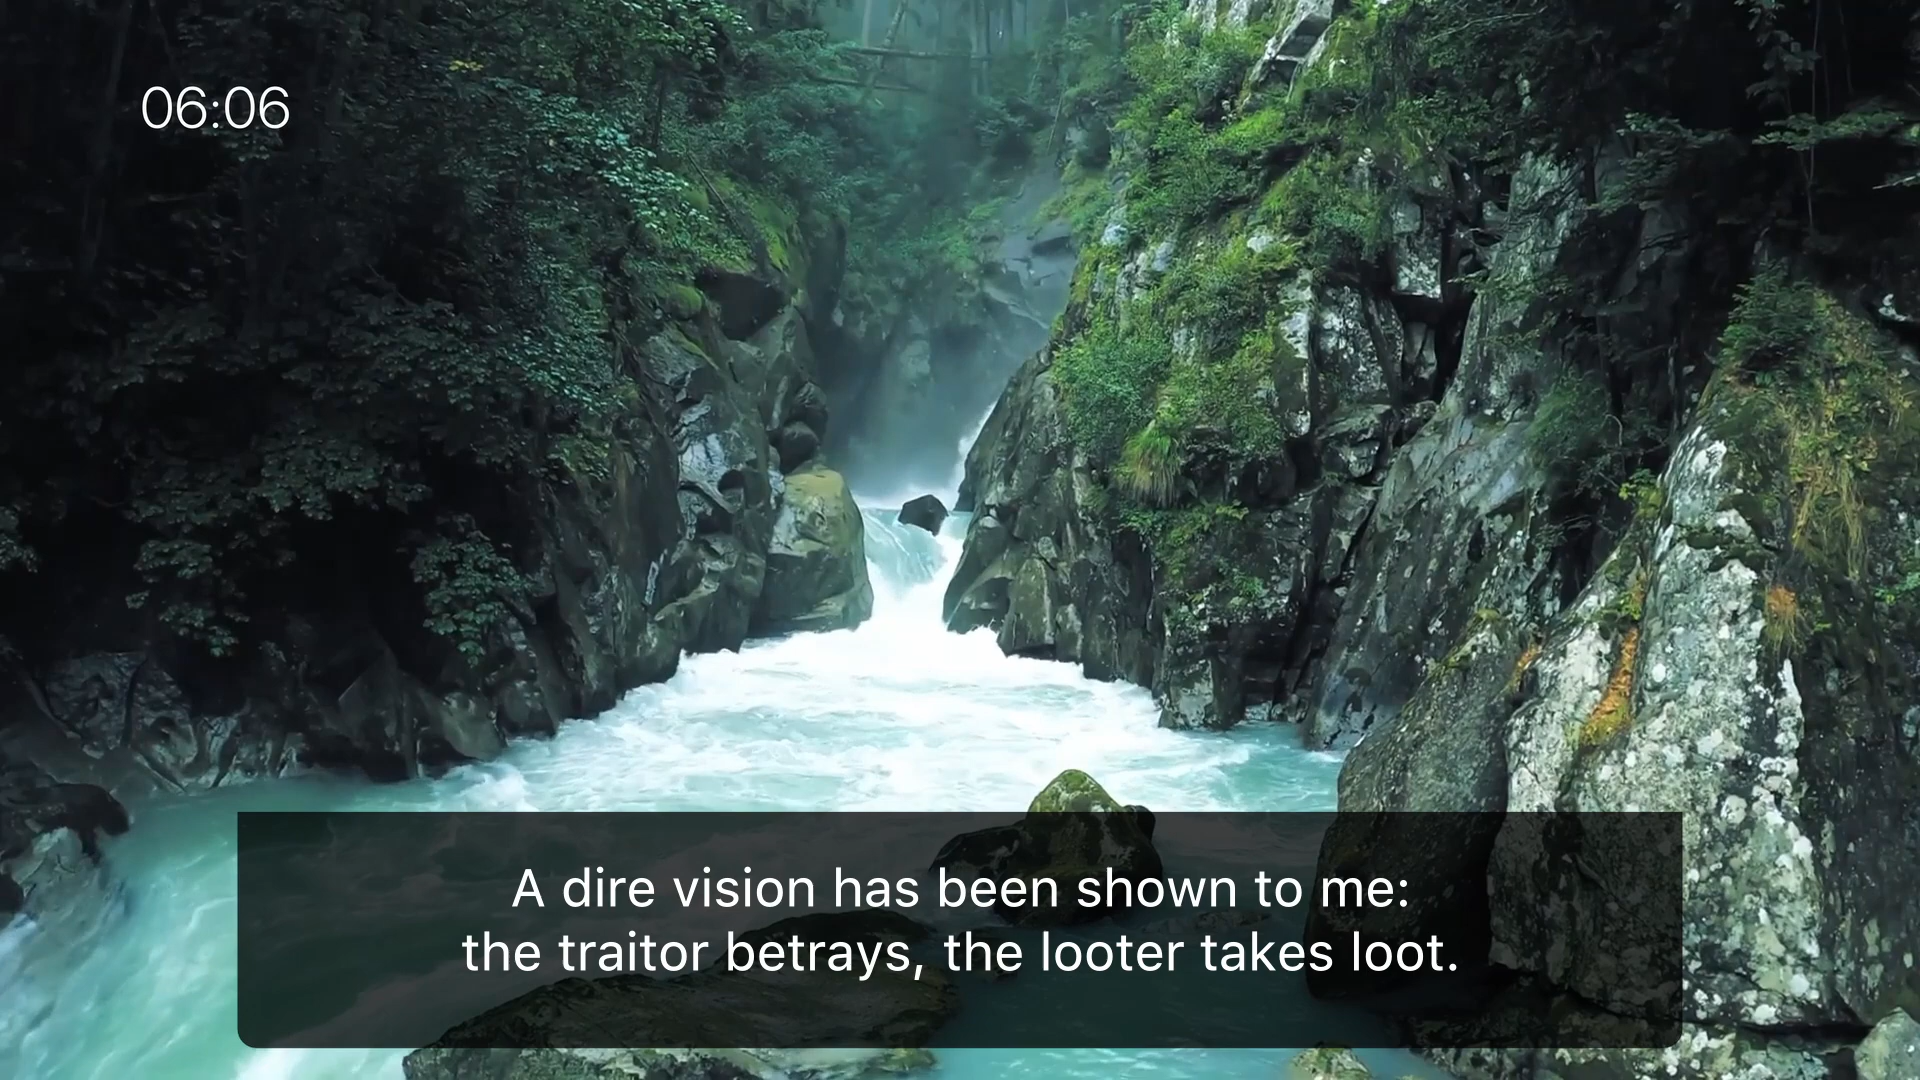 06:06
A dire vision has been shown to me:
the traitor betrays, the looter takes loot.